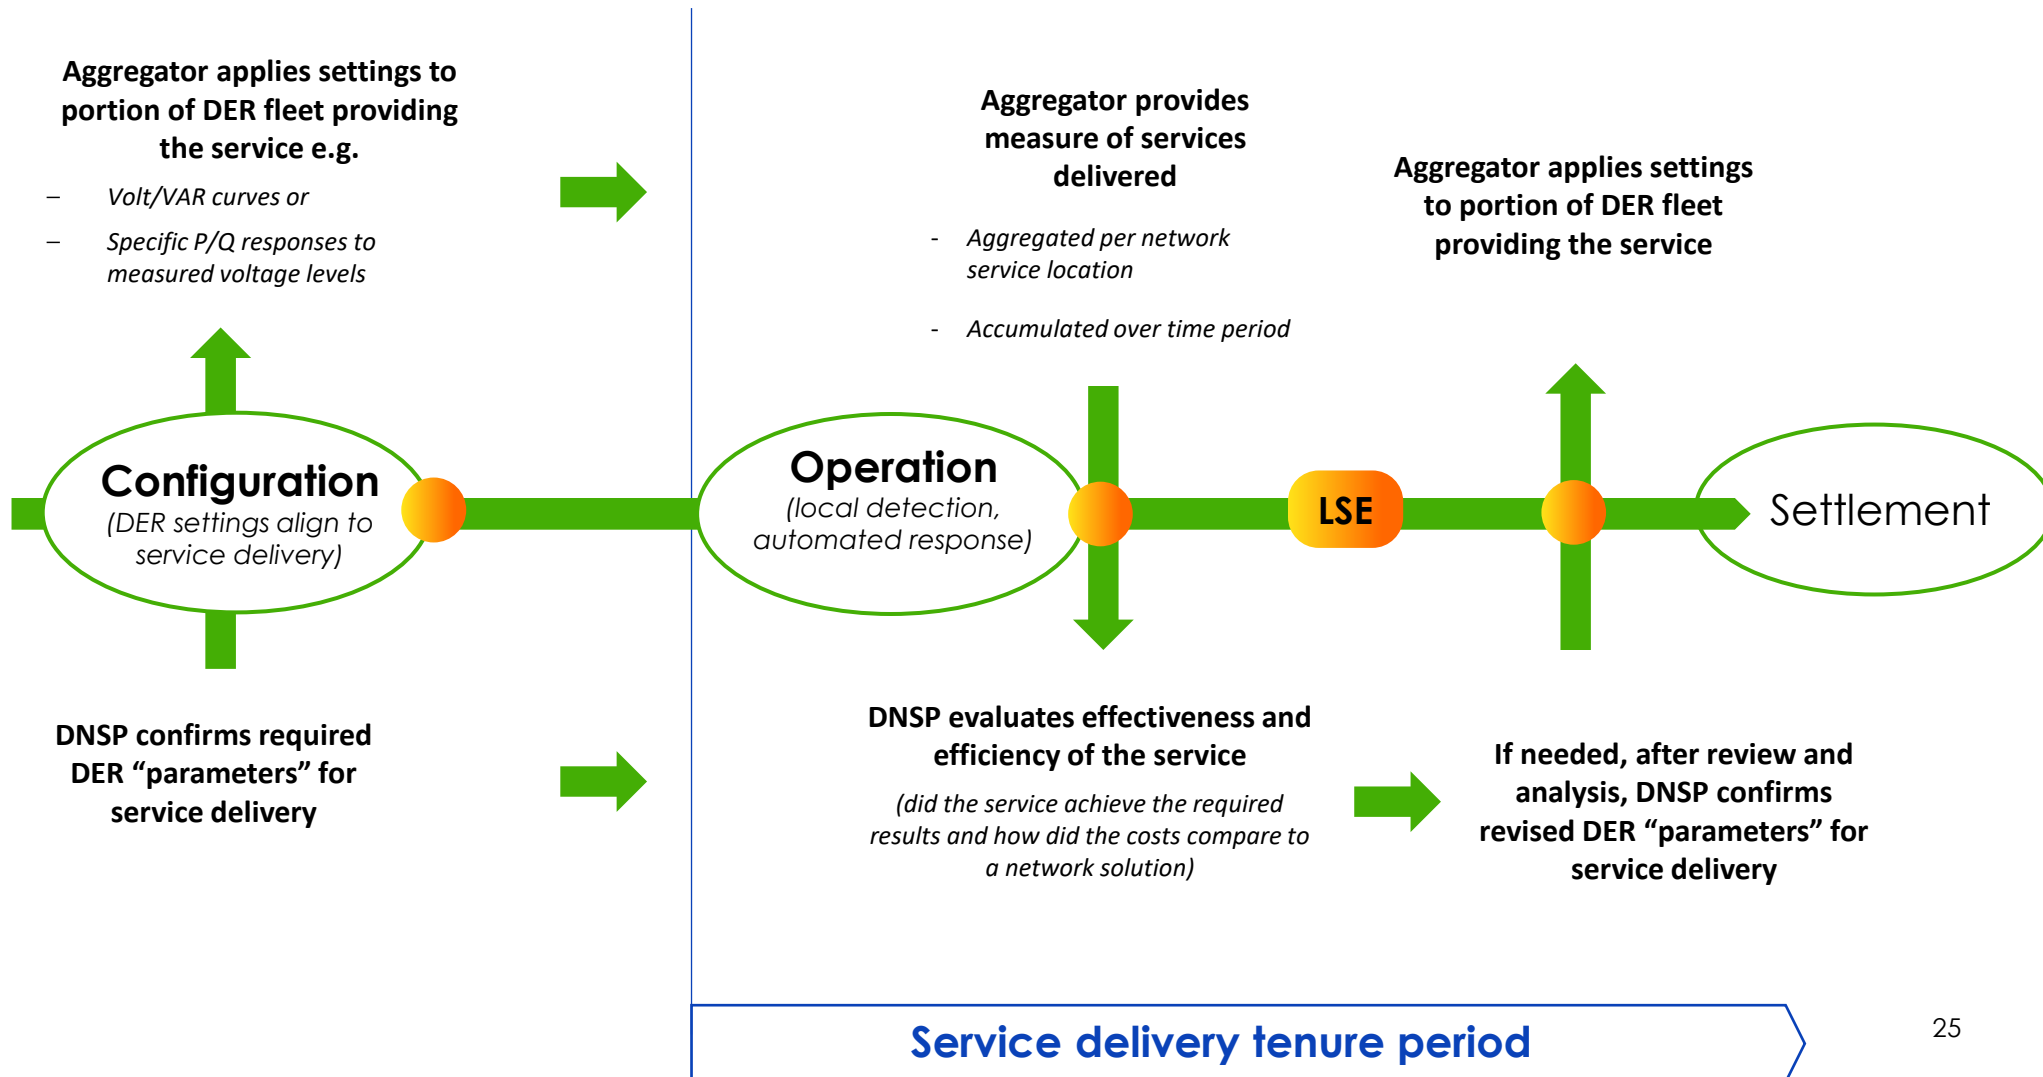 Aggregator applies settings to
portion of DER fleet providing
the service e.g.
– Volt/VAR curves or
– Specific P/Q responses to
measured voltage levels
Configuration
(DER settings align to
service delivery)
DNSP confirms required
DER “parameters” for
service delivery
Aggregator provides
measure of services
delivered
- Aggregated per network
service location
- Accumulated over time period
Operation
(local detection,
automated response)
LSE
DNSP evaluates effectiveness and
efficiency of the service
(did the service achieve the required
results and how did the costs compare to
a network solution)
Aggregator applies settings
to portion of DER fleet
providing the service
Settlement
If needed, after review and
analysis, DNSP confirms
revised DER “parameters” for
service delivery
Service delivery tenure period
25